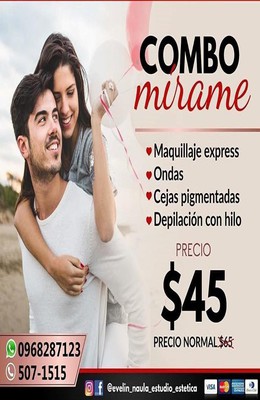 COMBO
mírame
Maquillaje express
Ondas
Cejas pigmentadas
Depilación con hilo
PRECIO
$45
PRECIO NORMAL $65
0968287123
507-1515
@evelin_naula_estudio_estetica
VISA